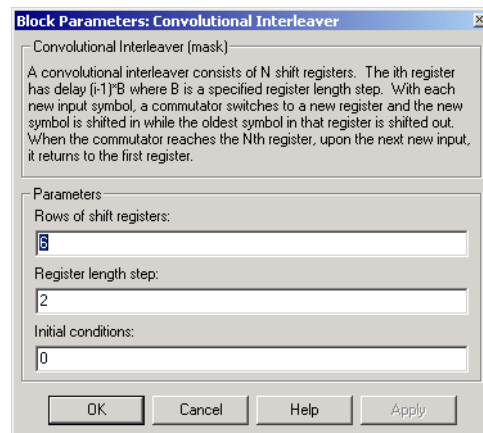 Block Parameters: Convolutional Interleaver
Convolutional Interleaver (mask)
A convolutional interleaver consists of N shift registers. The ith register
has delay (i-1)*B where B is a specified register length step. With each
new input symbol, a commutator switches to a new register and the new
symbol is shifted in while the oldest symbol in that register is shifted out.
When the commutator reaches the Nth register, upon the next new input,
it returns to the first register.
Parameters
Rows of shift registers:
6
Register length step:
2
Initial conditions:
0
OK Cancel Help Apply